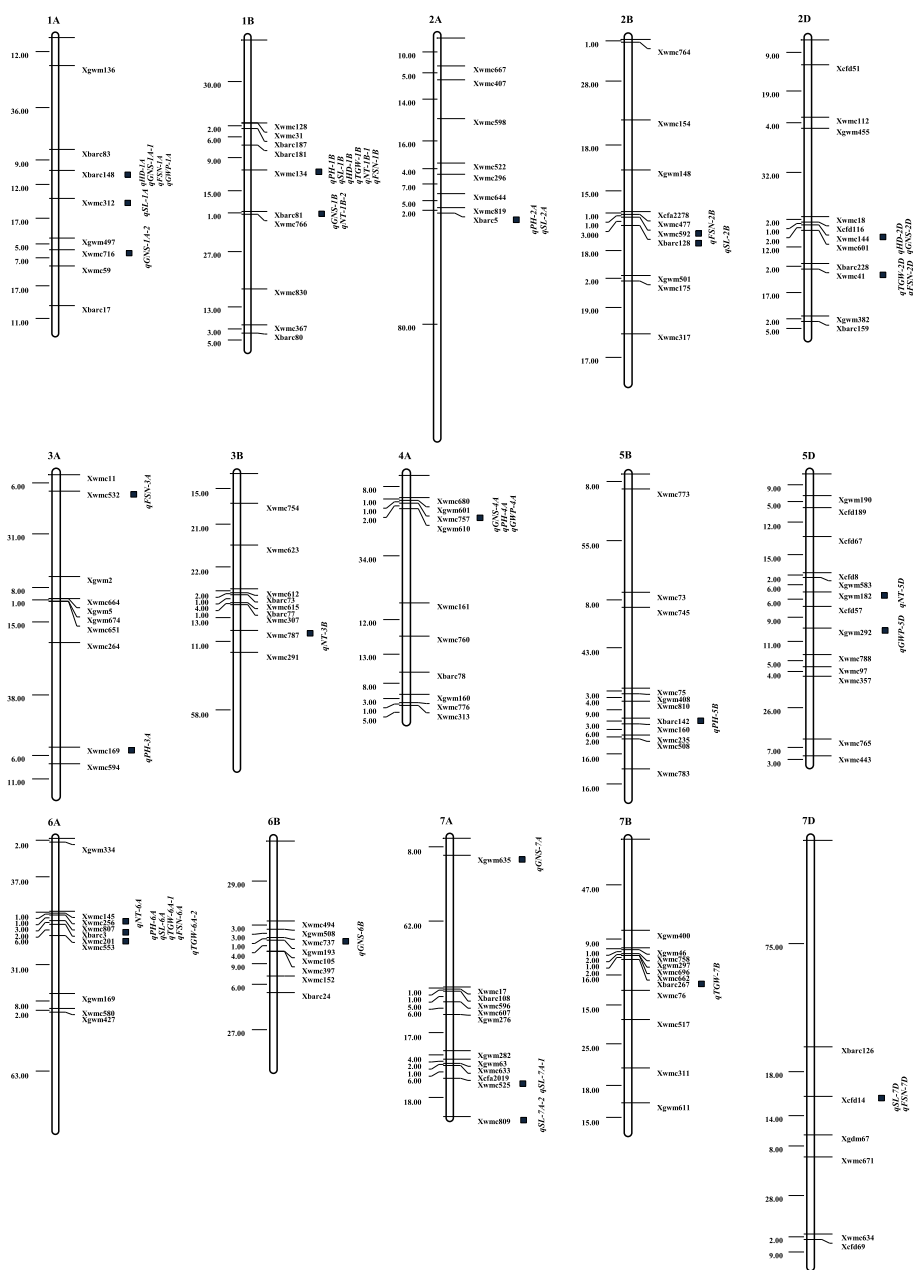 1A
12.00
Xgwm136
36.00
Xbarc83
9.00
Xbarc148
qHD-1A
qGNS-1A-1
qFSN-1A
qGWP-1A
12.00
Xwmc312
qSL-1A
17.00
Xgwm497
5.00
Xwmc716
qGNS-1A-2
7.00
Xwmc59
17.00
Xbarc17
11.00
1B
30.00
Xwmc128
2.00
Xwmc31
6.00
Xbarc187
9.00
Xbarc181
Xwmc134
qPH-1B
qSL-1B
qHD-1B
qTGW-1B
qNT-1B-1
qFSN-1B
15.00
Xbarc81
1.00
Xwmc766
qGNS-1B
qNT-1B-2
27.00
Xwmc830
13.00
Xwmc367
3.00
Xbarc80
5.00
2A
10.00
Xwmc667
5.00
Xwmc407
14.00
Xwmc598
16.00
Xwmc522
4.00
Xwmc296
7.00
Xwmc644
5.00
Xwmc819
2.00
Xbarc5
qPH-2A
qSL-2A
80.00
2B
1.00
Xwmc764
28.00
Xwmc154
18.00
Xgwm148
15.00
Xcfa2278
1.00
Xwmc477
1.00
Xwmc592
qFSN-2B
3.00
Xbarc128
qSL-2B
18.00
Xgwm501
2.00
Xwmc175
19.00
Xwmc317
17.00
2D
9.00
Xcfd51
19.00
Xwmc112
4.00
Xgwm455
32.00
Xwmc18
2.00
Xcfd116
1.00
Xwmc144
qHD-2D
qGNS-2D
2.00
Xwmc601
12.00
Xbarc228
2.00
Xwmc41
qTGW-2D
aFSN-2D
17.00
Xgwm382
2.00
Xbarc159
5.00
3A
Xwmc11
6.00
Xwmc532
qFSN-3A
31.00
Xgwm2
8.00
Xwmc664
1.00
Xgwm5
Xgwm674
15.00
Xwmc651
Xwmc264
38.00
Xwmc169
qPH-3A
6.00
Xwmc594
11.00
3B
15.00
Xwmc754
21.00
Xwmc623
22.00
Xwmc612
2.00
Xbarc73
1.00
Xwmc615
4.00
Xbarc77
13.00
Xwmc307
Xwmc787
qNT-3B
11.00
Xwmc291
58.00
4A
8.00
Xwmc680
1.00
Xgwm601
1.00
Xwmc757
2.00
Xgwm610
qGNS-4A
qPH-4A
qGWP-4A
34.00
Xwmc161
12.00
Xwmc760
13.00
Xbarc78
8.00
Xgwm160
3.00
Xwmc776
1.00
Xwmc313
5.00
5B
8.00
Xwmc773
55.00
Xwmc73
8.00
Xwmc745
43.00
Xwmc75
3.00
Xgwm408
4.00
Xwmc810
9.00
Xbarc142
qPH-5B
3.00
Xwmc160
6.00
Xwmc235
2.00
Xwmc508
16.00
Xwmc783
16.00
5D
9.00
Xgwm190
5.00
Xcfd189
12.00
Xcfd67
15.00
Xcfd8
2.00
Xgwm583
6.00
Xgwm182
qNT-5D
6.00
Xcfd57
9.00
Xgwm292
qGWP-5D
11.00
Xwmc788
5.00
Xwmc97
4.00
Xwmc357
26.00
Xwmc765
7.00
Xwmc443
3.00
6A
2.00
Xgwm334
37.00
Xwmc145
1.00
Xwmc256
qNT-6A
1.00
Xwmc807
3.00
Xbarc3
qPH-6A
qSL-6A
qTGW-6A-1
qFSN-6A
2.00
Xwmc201
qTGW-6A-2
6.00
Xwmc553
31.00
Xgwm169
8.00
Xwmc580
2.00
Xgwm427
63.00
6B
29.00
Xwmc494
3.00
Xgwm508
3.00
Xwmc737
qGNS-6B
1.00
Xgwm193
4.00
Xwmc105
9.00
Xwmc397
Xwmc152
6.00
Xbarc24
27.00
7A
8.00
Xgwm635
qGNS-7A
62.00
Xwmc17
1.00
Xbarc108
1.00
Xwmc596
5.00
Xwmc607
6.00
Xgwm276
17.00
Xgwm282
4.00
Xgwm63
2.00
Xwmc633
1.00
Xcfa2019
6.00
Xwmc525
qSL-7A-1
18.00
Xwmc809
qSL-7A-2
7B
47.00
Xgwm400
9.00
Xgwm46
1.00
Xwmc758
2.00
Xgwm297
1.00
Xwmc696
2.00
Xwmc662
16.00
Xbarc267
qTGW-7B
Xwmc76
15.00
Xwmc517
25.00
Xwmc311
18.00
Xgwm611
15.00
7D
75.00
Xbarc126
18.00
Xcfd14
qSL-7D
qFSN-7D
14.00
Xgdm67
8.00
Xwmc671
28.00
Xwmc634
2.00
Xcfd69
9.00